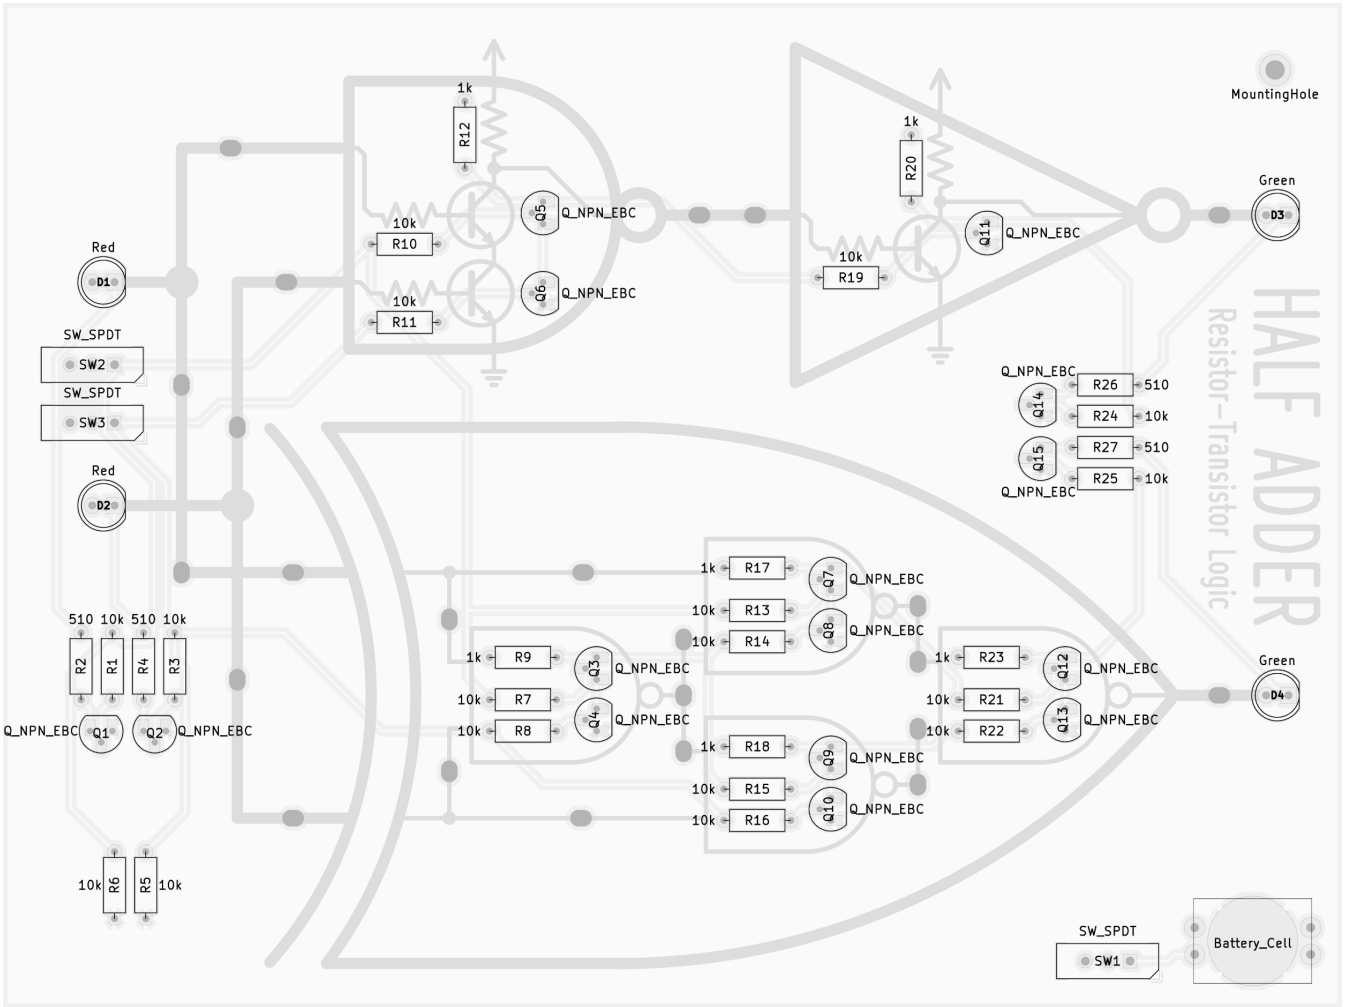 MountingHole
1k
R12
1k
R20
Green
D3
Q5
Q_NPN_EBC
10k
R10
Q11
Q_NPN_EBC
Red
D1
10k
R19
Q6
Q_NPN_EBC
10k
R11
SW_SPDT
SW2
SW_SPDT
SW3
Q_NPN_EBC
Q14
R26 510
R24 10k
Q15
R27 510
R25 10k
Q_NPN_EBC
HALF ADDER
Resistor-Transistor Logic
Red
D2
1k R17
Q7 Q_NPN_EBC
10k R13
Q8 Q_NPN_EBC
10k R14
510 10k 510 10k
R2 R1 R4 R3
Q_NPN_EBC Q1 Q2 Q_NPN_EBC
1k R9
Q3 Q_NPN_EBC
10k R7
Q4 Q_NPN_EBC
10k R8
1k R23
Q12 Q_NPN_EBC
10k R21
Q13 Q_NPN_EBC
10k R22
Green
D4
1k R18
Q9 Q_NPN_EBC
10k R15
Q10 Q_NPN_EBC
10k R16
10k R6 R5 10k
SW_SPDT
SW1
Battery_Cell